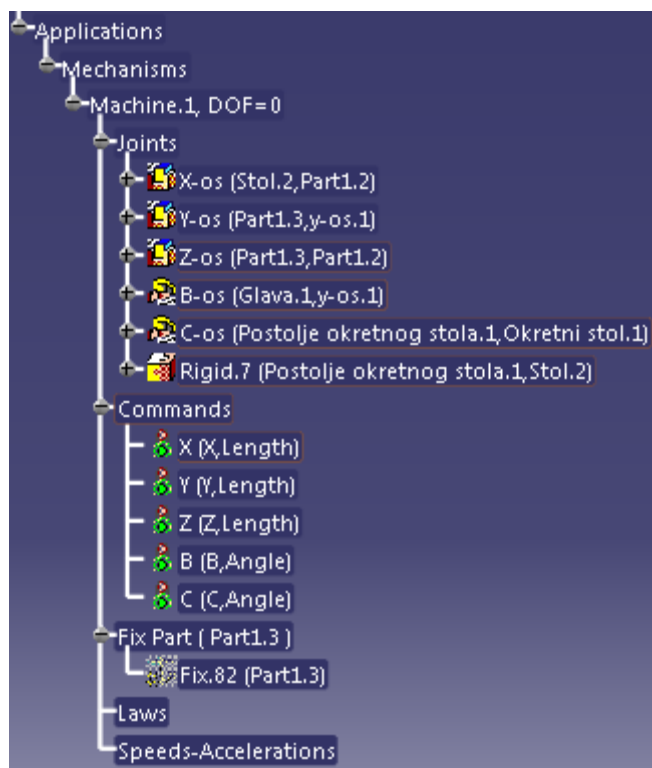 Applications
Mechanisms
Machine.1, DOF=0
Joints
X-os (Stol.2,Part1.2)
Y-os (Part1.3,y-os.1)
Z-os (Part1.3,Part1.2)
B-os (Glava.1,y-os.1)
C-os (Postolje okretnog stola.1,Okretni stol.1)
Rigid.7 (Postolje okretnog stola.1,Stol.2)
Commands
X (X,Length)
Y (Y,Length)
Z (Z,Length)
B (B,Angle)
C (C,Angle)
Fix Part ( Part1.3 )
Fix.82 (Part1.3)
Laws
Speeds-Accelerations